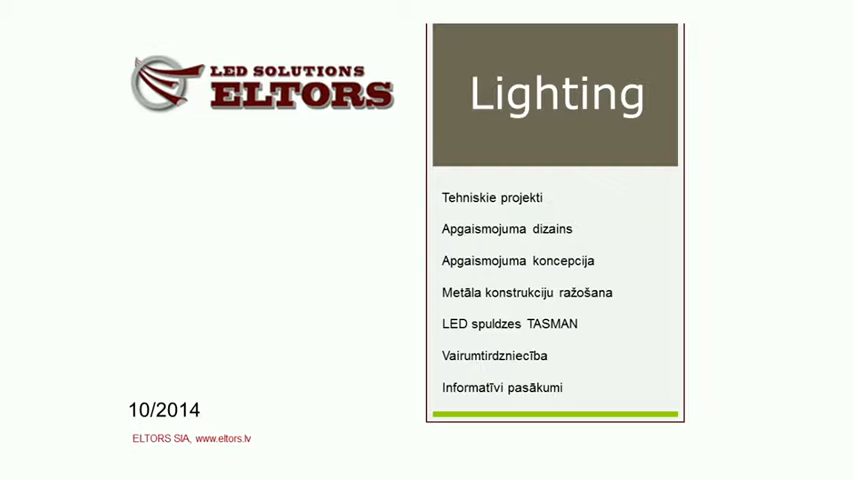 LED SOLUTIONS
ELTORS
Lighting
Tehniskie projekti
Apgaismojuma dizains
Apgaismojuma koncepcija
Metāla konstrukciju ražošana
LED spuldzes TASMAN
Vairumtirdzniecība
Informatīvi pasākumi
10/2014
ELTORS SIA, www.eltors.lv